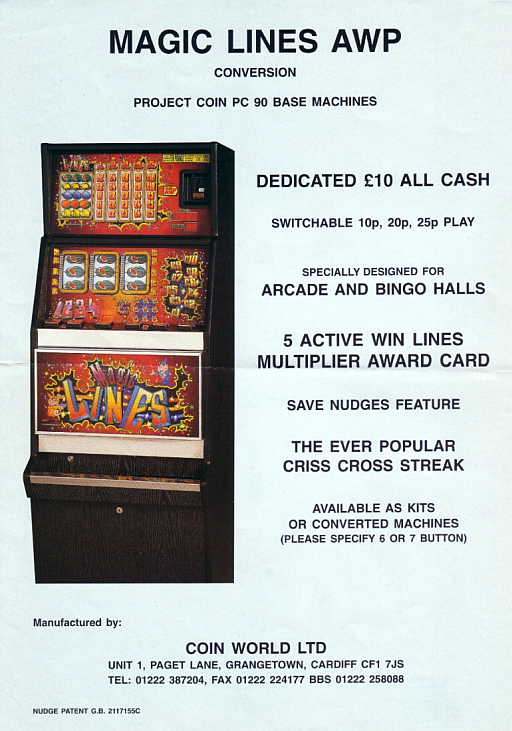 MAGIC LINES AWP
CONVERSION
PROJECT COIN PC 90 BASE MACHINES
DEDICATED £10 ALL CASH
SWITCHABLE 10p, 20p, 25p PLAY
SPECIALLY DESIGNED FOR
ARCADE AND BINGO HALLS
5 ACTIVE WIN LINES
MULTIPLIER AWARD CARD
SAVE NUDGES FEATURE
THE EVER POPULAR
CRISS CROSS STREAK
AVAILABLE AS KITS
OR CONVERTED MACHINES
(PLEASE SPECIFY 6 OR 7 BUTTON)
Magic
LINES
Manufactured by:
COIN WORLD LTD
UNIT 1, PAGET LANE, GRANGETOWN, CARDIFF CF1 7JS
TEL: 01222 387204, FAX 01222 224177 BBS 01222 258088
NUDGE PATENT G.B. 2117155C